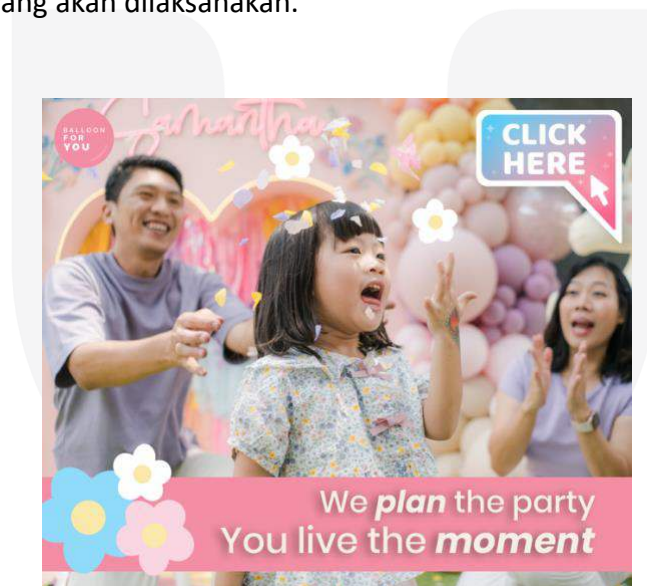 ang akan dilaksanakan.
Samantha
BALLOON
FOR
YOU
CLICK
HERE
We plan the party
You live the moment